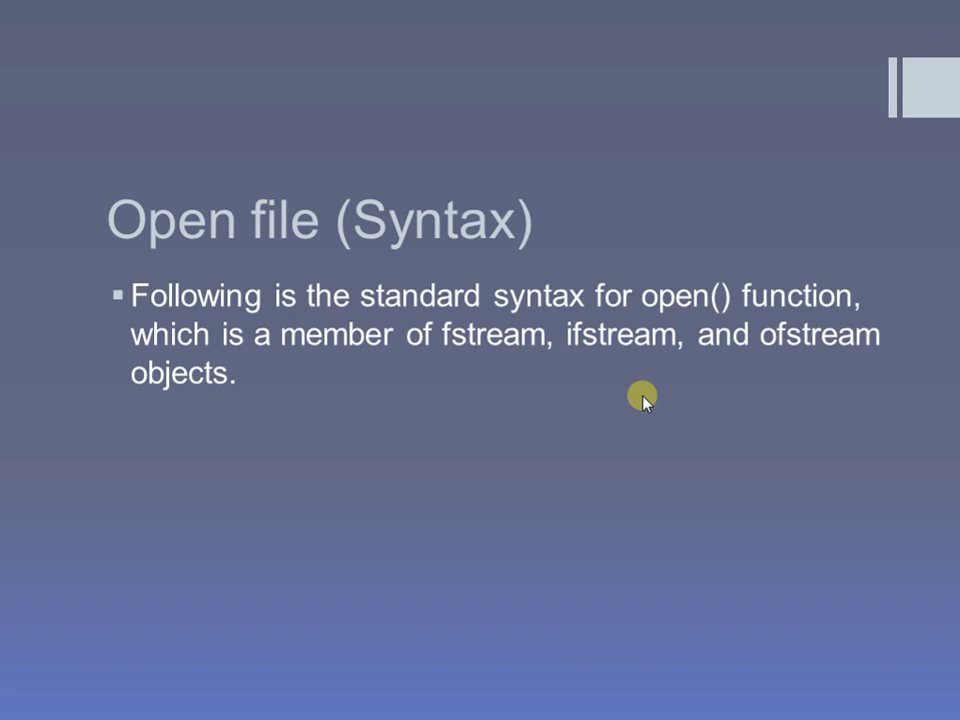 Open file (Syntax)
Following is the standard syntax for open() function,
which is a member of fstream, ifstream, and ofstream
objects.